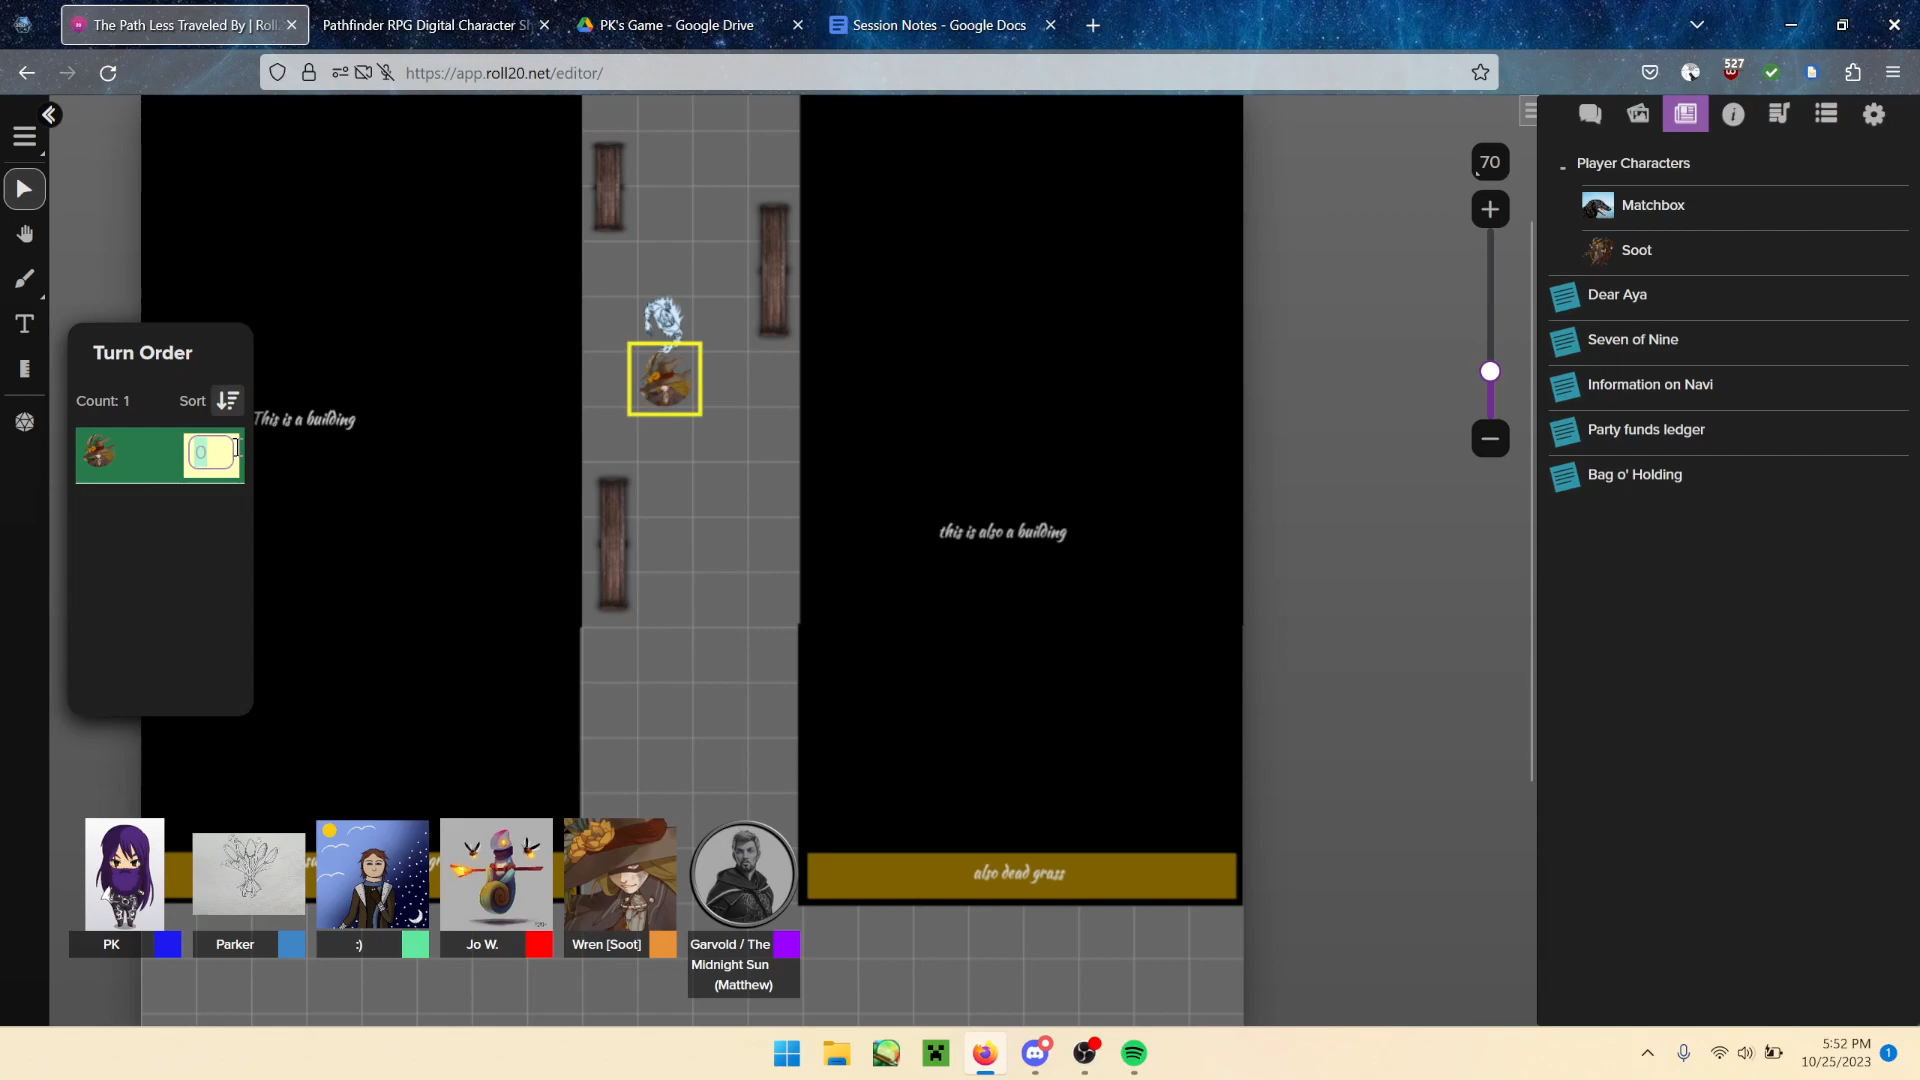 The Path Less Traveled By | Roll
Pathfinder RPG Digital Character Sh
PK's Game - Google Drive
Session Notes - Google Docs
https://app.roll20.net/editor/
527
70
Player Characters
Matchbox
Soot
Dear Aya
Seven of Nine
Information on Navi
Party funds ledger
Bag o' Holding
Turn Order
Count: 1
Sort
0
This is a building
this is also a building
also dead grass
PK
Parker
:)
Jo W.
Wren [Soot]
Garvold / The
Midnight Sun
(Matthew)
5:52 PM
10/25/2023
1